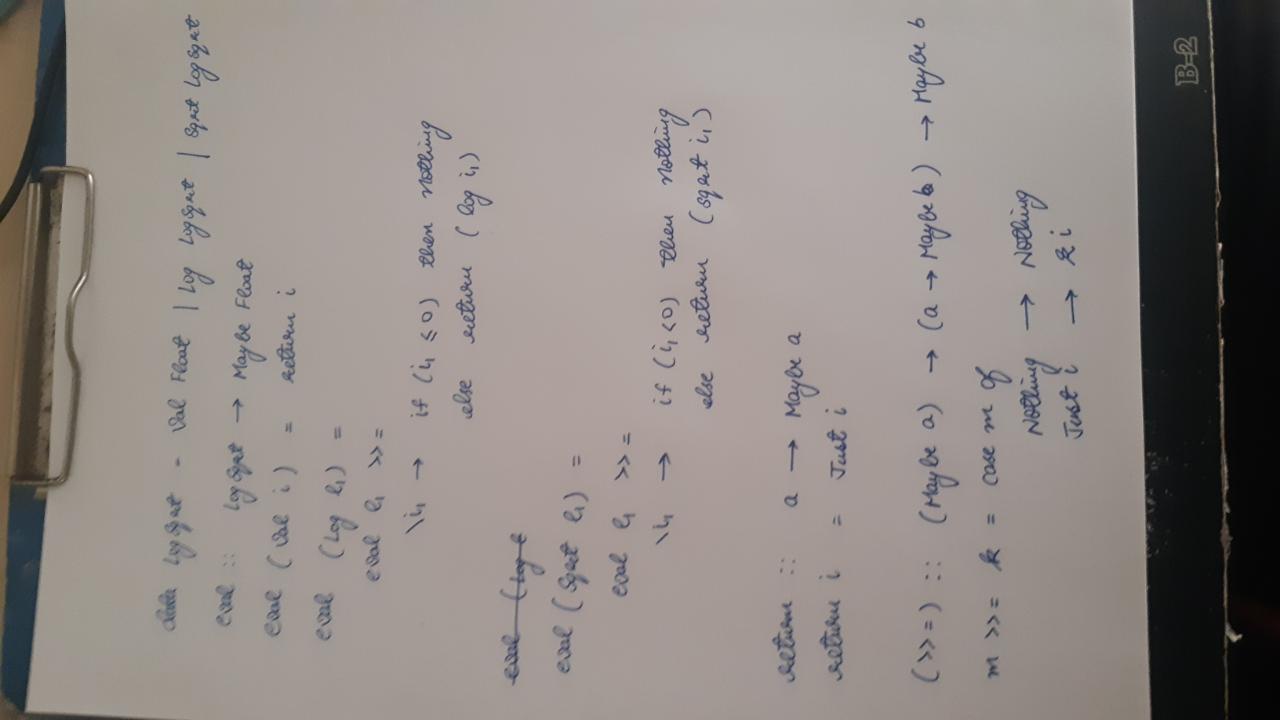 data LogSqrt = Val Float | Log LogSqrt | Sqrt LogSqrt
eval :: LogSqrt → Maybe Float
eval (Val i) = return i
eval (Log e₁) =
eval e₁ >>=
\i₁ → if (i₁ ≤ 0) then Nothing
else return (log i₁)
eval (Log e
eval (Sqrt e₁) =
eval e₁ >>=
\i₁ → if (i₁ < 0) then Nothing
else return (sqrt i₁)
return :: a → Maybe a
return i = Just i
(>>=) :: (Maybe a) → (a → Maybe b) → Maybe b
m >>= k = case m of
Nothing → Nothing
Just i → k i
B-2